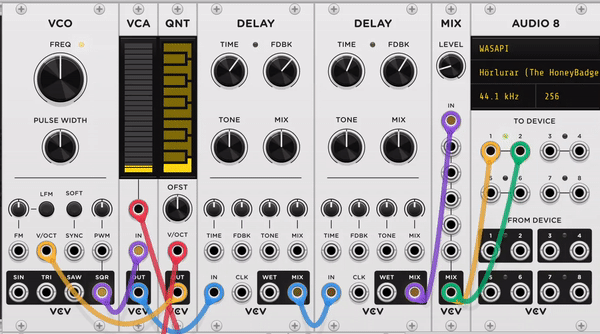 VCO
FREQ
PULSE WIDTH
LFM
SOFT
FM
V/OCT
SYNC
PWM
SIN
TRI
SAW
SQR
VCV
VCA
IN
OUT
VCV
QNT
OFST
V/OCT
OUT
VCV
DELAY
TIME
FDBK
TONE
MIX
TIME
FDBK
TONE
MIX
IN
CLK
WET
MIX
VCV
DELAY
TIME
FDBK
TONE
MIX
TIME
FDBK
TONE
MIX
IN
CLK
WET
MIX
VCV
MIX
LEVEL
IN
MIX
VCV
AUDIO 8
WASAPI
Hörlurar (The HoneyBadge
44.1 kHz 256
TO DEVICE
1 2 3 4
5 6 7 8
FROM DEVICE
1 2 3 4
5 6 7 8
VCV